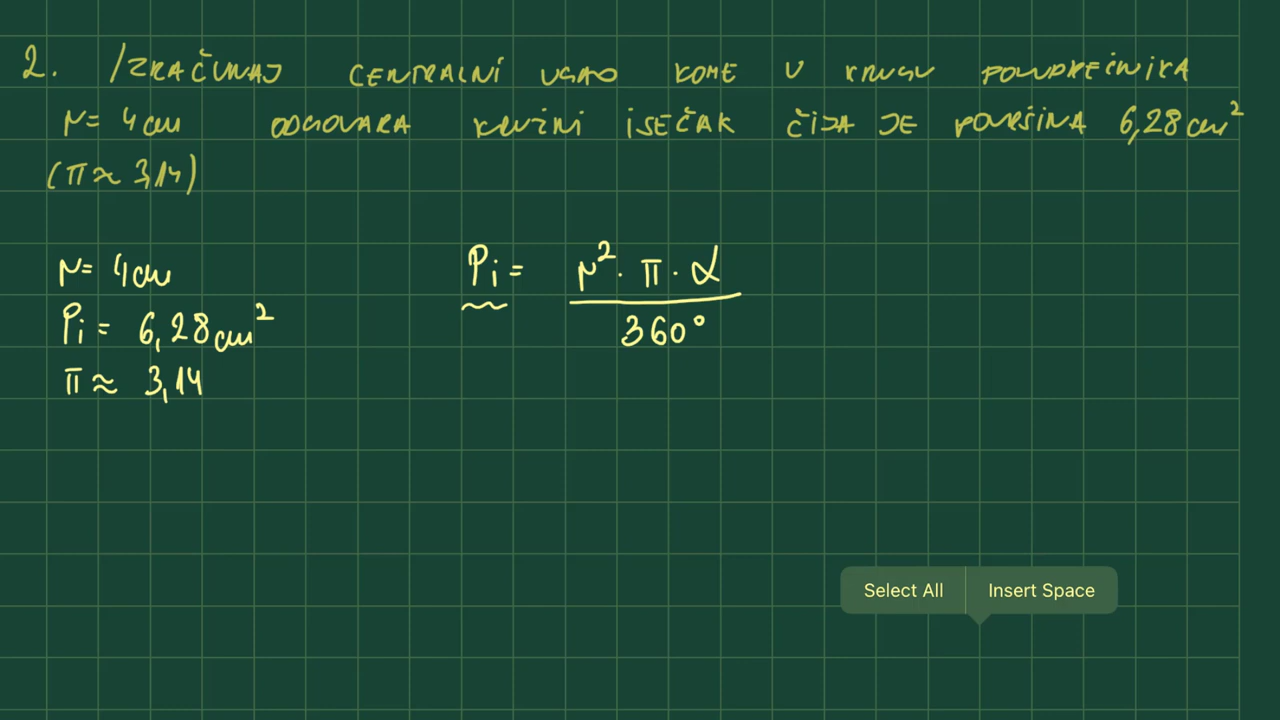 2. IZRAČUNAJ CENTRALNI UGAO KOME U KRUGU POLUPREČNIKA
r= 4cm ODGOVARA KRUŽNI ISEČAK ČIJA JE POVRŠINA 6,28cm²
(π≈ 3,14)
r= 4cm
Pi = 6,28cm²
π ≈ 3,14
Pi = r² · π · α
360°
Select All Insert Space